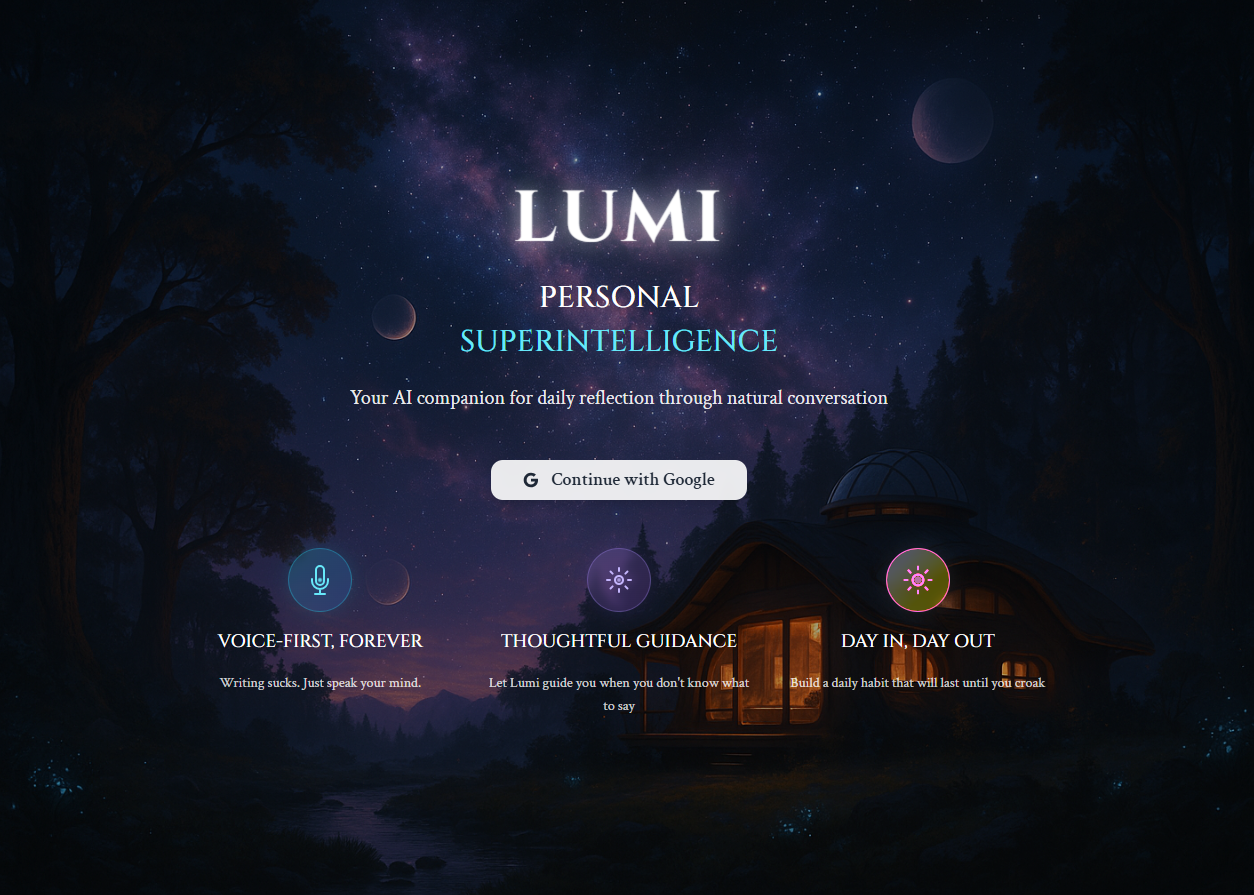 LUMI
PERSONAL
SUPERINTELLIGENCE
Your AI companion for daily reflection through natural conversation
Continue with Google
VOICE-FIRST, FOREVER
Writing sucks. Just speak your mind.
THOUGHTFUL GUIDANCE
Let Lumi guide you when you don't know what
to say
DAY IN, DAY OUT
Build a daily habit that will last until you croak